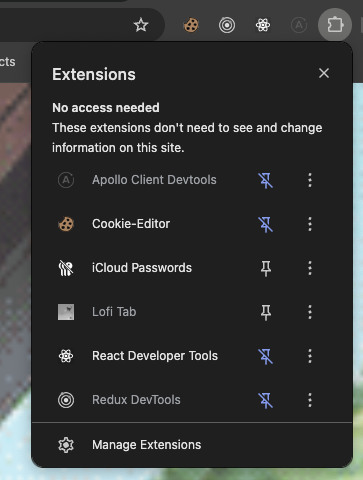 cts
Extensions
No access needed
These extensions don't need to see and change
information on this site.
Apollo Client Devtools
Cookie-Editor
iCloud Passwords
Lofi Tab
React Developer Tools
Redux DevTools
Manage Extensions